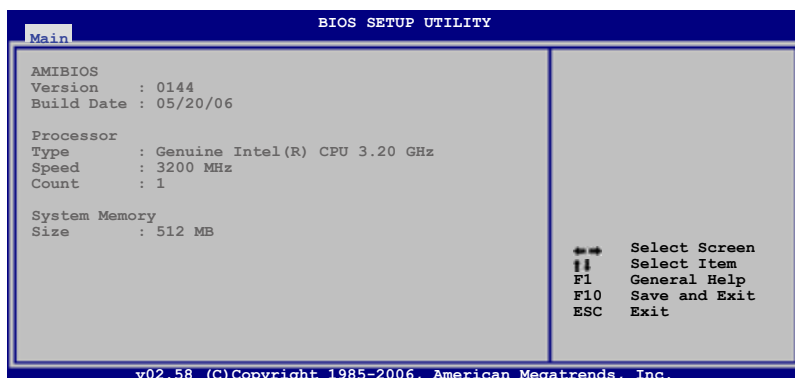 BIOS SETUP UTILITY
Main
AMIBIOS
Version : 0144
Build Date : 05/20/06
Processor
Type : Genuine Intel(R) CPU 3.20 GHz
Speed : 3200 MHz
Count : 1
System Memory
Size : 512 MB
←→ Select Screen
↑↓ Select Item
F1 General Help
F10 Save and Exit
ESC Exit
v02.58 (C)Copyright 1985-2006, American Megatrends, Inc.